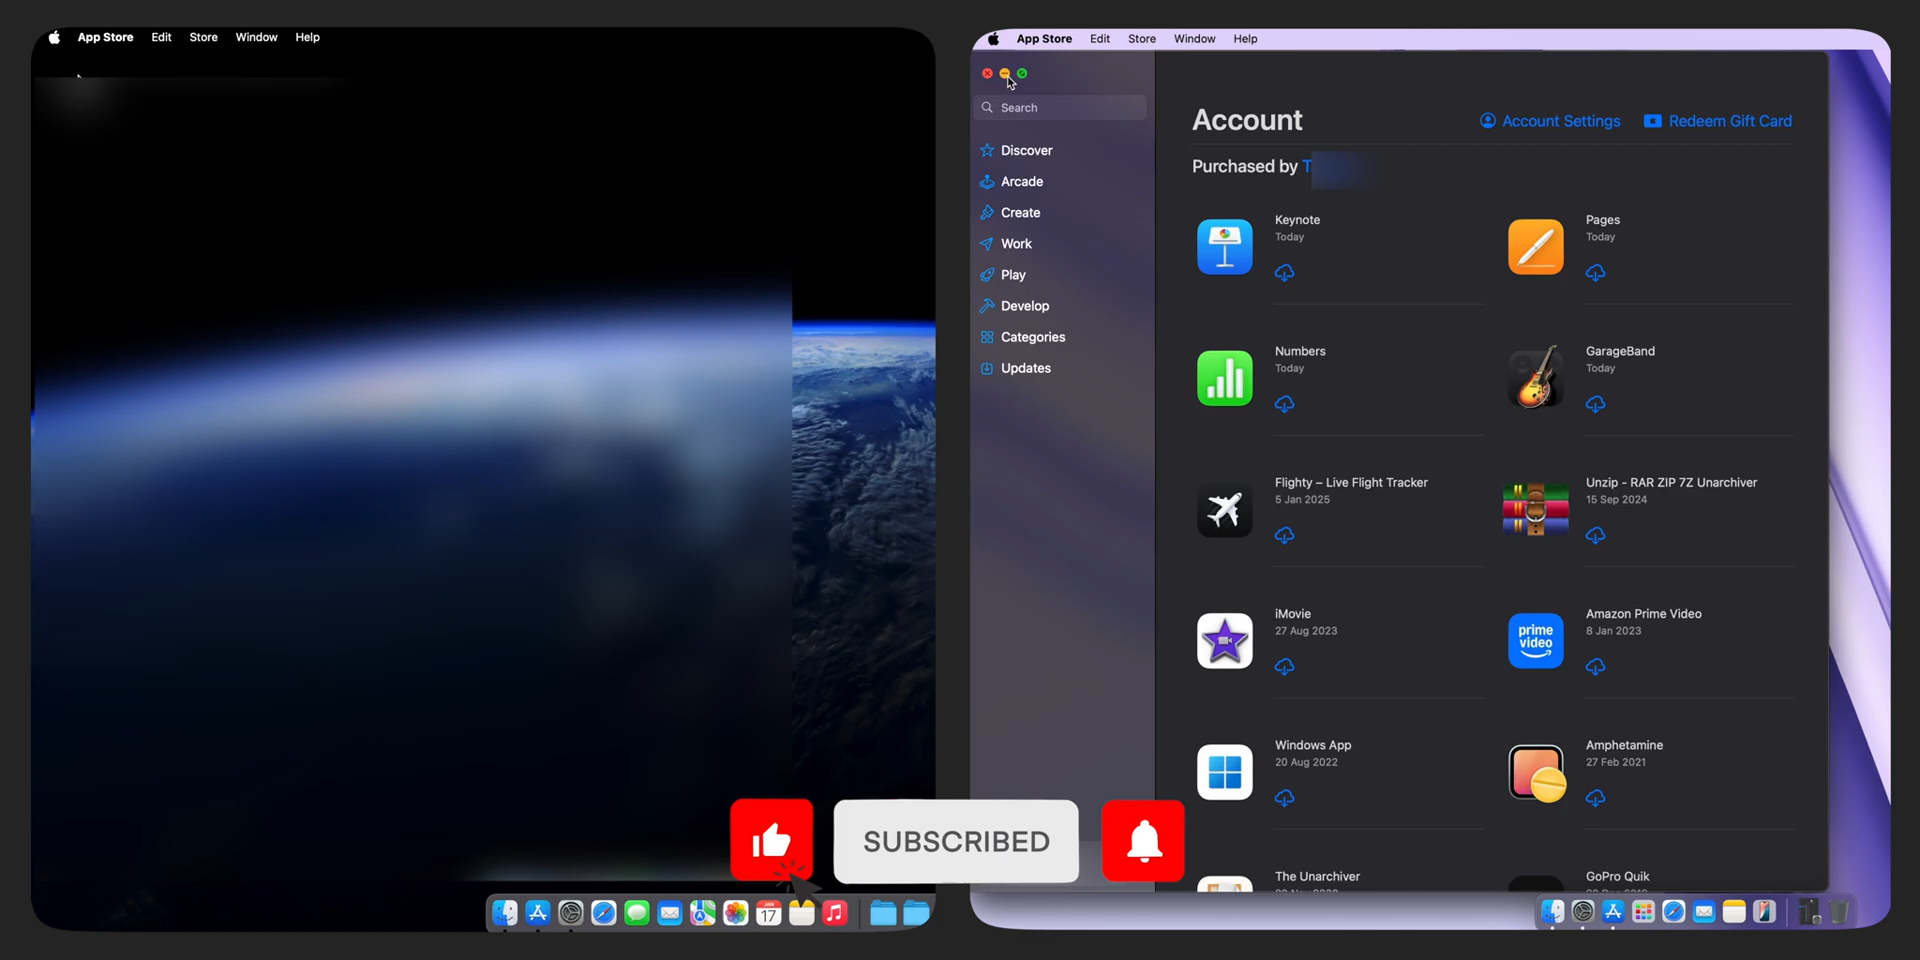 App Store Edit Store Window Help
App Store Edit Store Window Help
Search
Discover
Arcade
Create
Work
Play
Develop
Categories
Updates
Account
Account Settings
Redeem Gift Card
Purchased by T
Keynote
Today
Pages
Today
Numbers
Today
GarageBand
Today
Flighty – Live Flight Tracker
5 Jan 2025
Unzip - RAR ZIP 7Z Unarchiver
15 Sep 2024
iMovie
27 Aug 2023
prime
video
Amazon Prime Video
8 Jan 2023
Windows App
20 Aug 2022
Amphetamine
27 Feb 2021
The Unarchiver
GoPro Quik
SUBSCRIBED
JAN
17